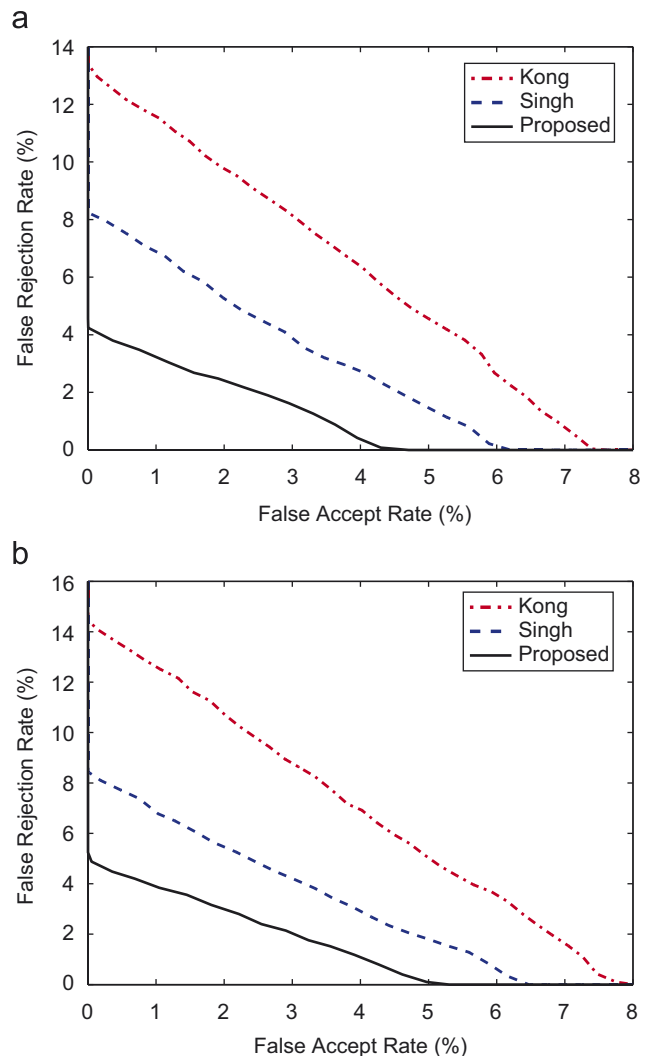 a
14
12
10
8
6
4
2
0
False Rejection Rate (%)
Kong
Singh
Proposed
0 1 2 3 4 5 6 7 8
False Accept Rate (%)
b
16
14
12
10
8
6
4
2
0
False Rejection Rate (%)
Kong
Singh
Proposed
0 1 2 3 4 5 6 7 8
False Accept Rate (%)